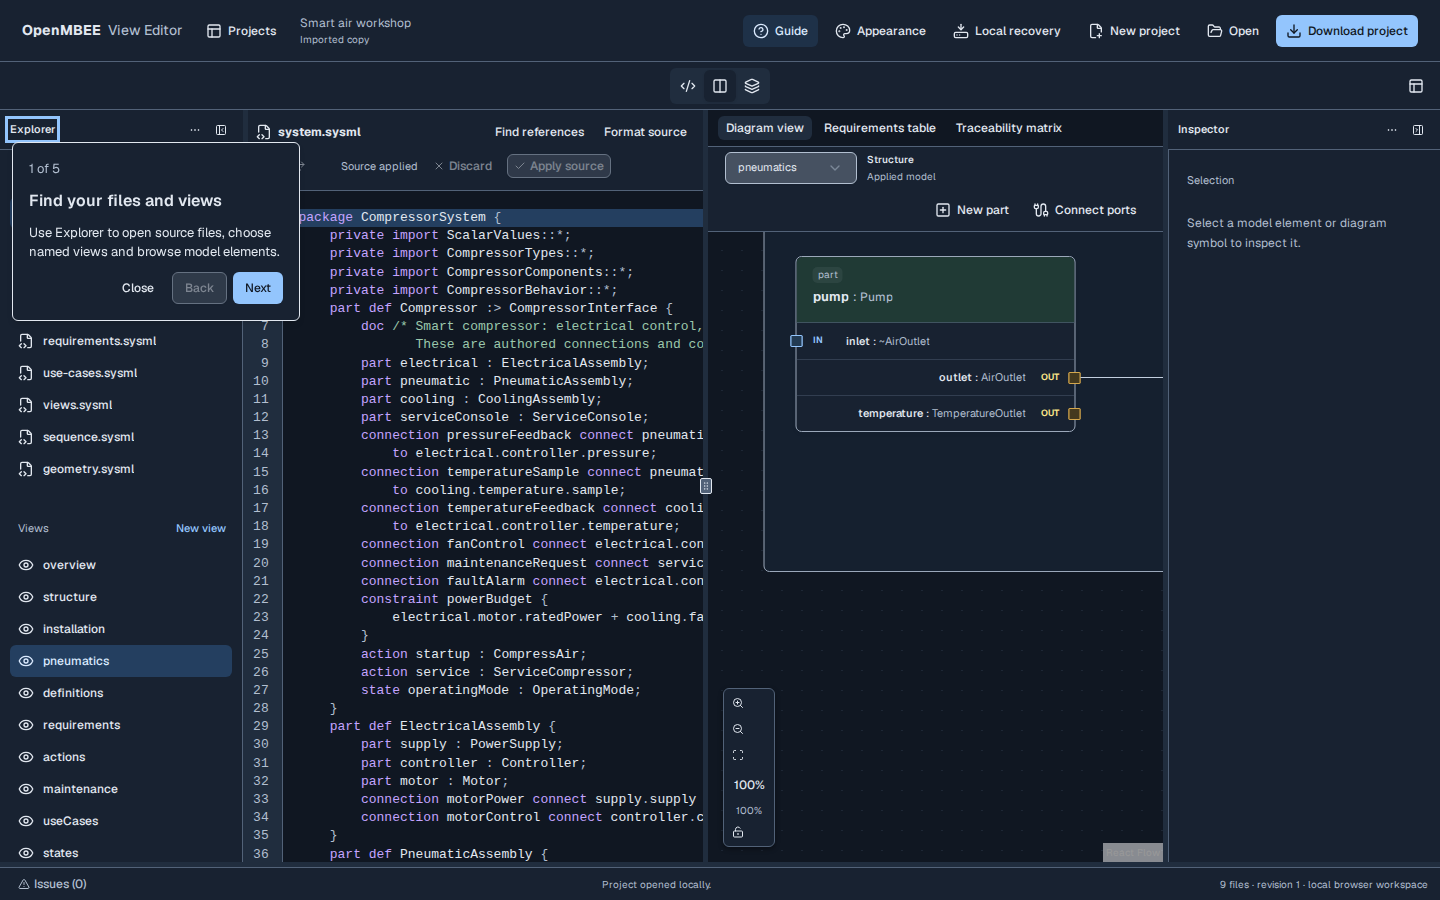 OpenMBEE View Editor
Projects
Smart air workshop
Imported copy
Guide
Appearance
Local recovery
New project
Open
Download project
Explorer
1 of 5
Find your files and views
Use Explorer to open source files, choose
named views and browse model elements.
Close
Back
Next
requirements.sysml
use-cases.sysml
views.sysml
sequence.sysml
geometry.sysml
Views
New view
overview
structure
installation
pneumatics
definitions
requirements
actions
maintenance
useCases
states
system.sysml
Find references
Format source
Source applied
Discard
Apply source
package CompressorSystem {
private import ScalarValues::*;
private import CompressorTypes::*;
private import CompressorComponents::*;
private import CompressorBehavior::*;
part def Compressor :> CompressorInterface {
7 doc /* Smart compressor: electrical control,
8 These are authored connections and co
9 part electrical : ElectricalAssembly;
10 part pneumatic : PneumaticAssembly;
11 part cooling : CoolingAssembly;
12 part serviceConsole : ServiceConsole;
13 connection pressureFeedback connect pneumati
14 to electrical.controller.pressure;
15 connection temperatureSample connect pneumat
16 to cooling.temperature.sample;
17 connection temperatureFeedback connect cooli
18 to electrical.controller.temperature;
19 connection fanControl connect electrical.con
20 connection maintenanceRequest connect servic
21 connection faultAlarm connect electrical.con
22 constraint powerBudget {
23 electrical.motor.ratedPower + cooling.fa
24 }
25 action startup : CompressAir;
26 action service : ServiceCompressor;
27 state operatingMode : OperatingMode;
28 }
29 part def ElectricalAssembly {
30 part supply : PowerSupply;
31 part controller : Controller;
32 part motor : Motor;
33 connection motorPower connect supply.supply
34 connection motorControl connect controller.c
35 }
36 part def PneumaticAssembly {
Diagram view
Requirements table
Traceability matrix
pneumatics
Structure
Applied model
New part
Connect ports
part
pump : Pump
IN inlet : ~AirOutlet
outlet : AirOutlet OUT
temperature : TemperatureOutlet OUT
100%
100%
React Flow
Inspector
Selection
Select a model element or diagram
symbol to inspect it.
Issues (0)
Project opened locally.
9 files · revision 1 · local browser workspace